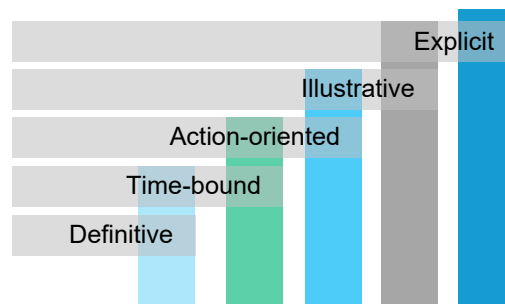 Explicit
Illustrative
Action-oriented
Time-bound
Definitive